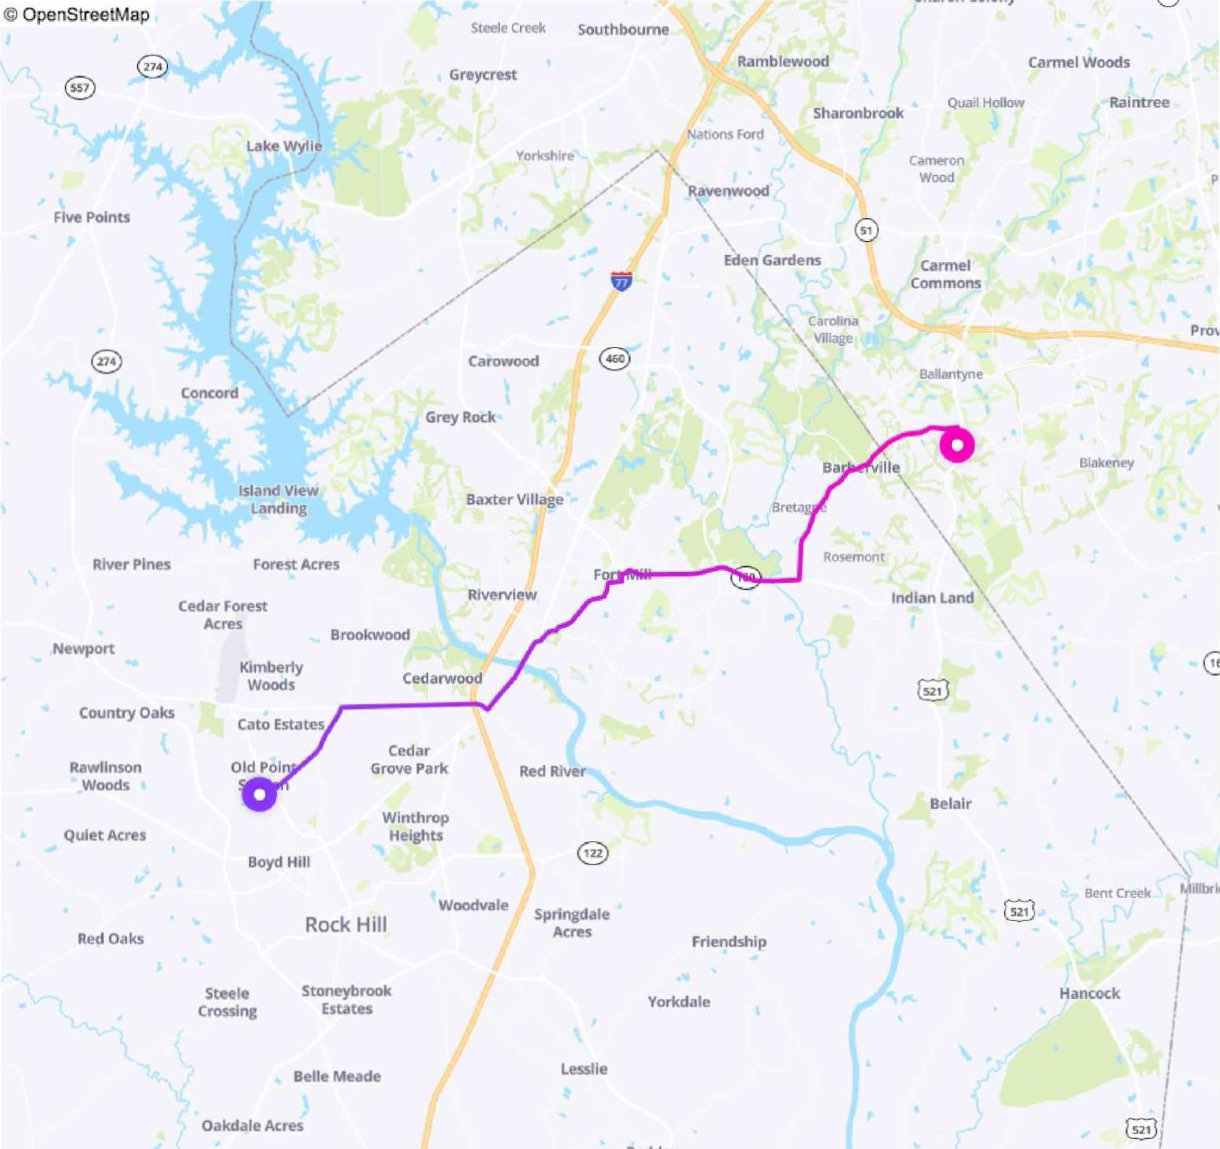 © OpenStreetMap
Steele Creek
Southbourne
274
Ramblewood
Carmel Woods
Greycrest
557
Quail Hollow
Raintree
Sharonbrook
Nations Ford
Lake Wylie
Yorkshire
Cameron
Wood
Ravenwood
Five Points
51
Eden Gardens
Carmel
Commons
77
Carolina
Village
274
Carowood
460
Ballantyne
Concord
Grey Rock
Barberville
Blakeney
Island View
Landing
Baxter Village
Bretagne
River Pines
Forest Acres
Rosemont
Fort Mill
160
Riverview
Indian Land
Cedar Forest
Acres
Brookwood
Newport
Kimberly
Woods
Cedarwood
521
Country Oaks
Cato Estates
Cedar
Grove Park
Old Point
Rawlinson
Woods
Red River
Belair
Winthrop
Heights
Quiet Acres
122
Boyd Hill
Bent Creek
Woodvale
Springdale
Acres
521
Rock Hill
Red Oaks
Friendship
Steele
Crossing
Stoneybrook
Estates
Yorkdale
Hancock
Lesslie
Belle Meade
Oakdale Acres
521